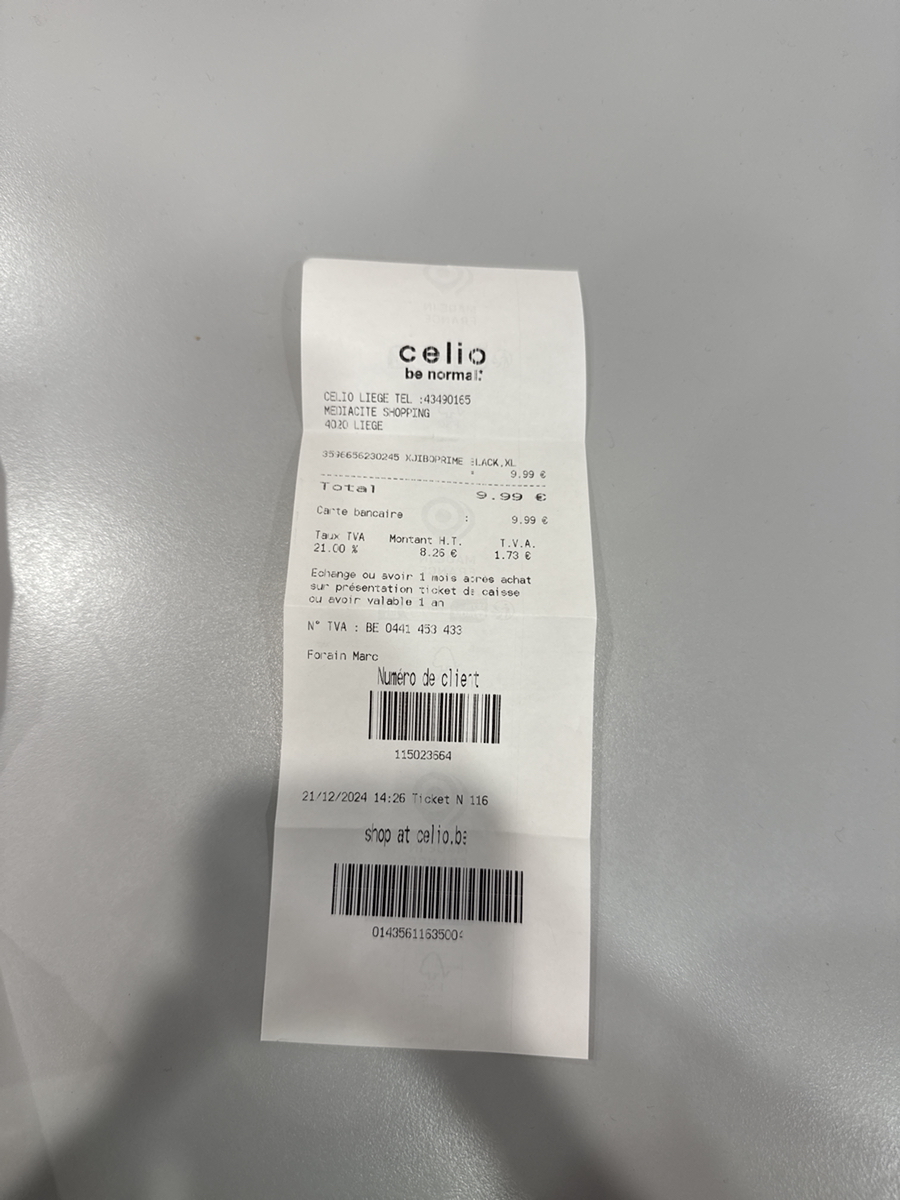 celio
be normal:
CELIO LIEGE TEL :43490165
MEDIACITE SHOPPING
4020 LIEGE
3596656230245 XJIBOPRIME BLACK,XL
: 9.99 €
Total 9.99 €
Carte bancaire : 9.99 €
Taux TVA Montant H.T. T.V.A.
21.00 % 8.26 € 1.73 €
Echange ou avoir 1 mois apres achat
sur présentation ticket de caisse
ou avoir valable 1 an
N° TVA : BE 0441 453 433
Forain Marc
Numéro de client
115023664
21/12/2024 14:26 Ticket N 116
shop at celio.be